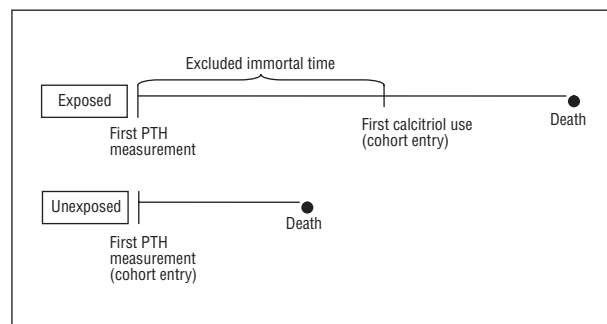 Excluded immortal time
Exposed
First PTH
measurement
First calcitriol use
(cohort entry)
Death
Unexposed
First PTH
measurement
(cohort entry)
Death